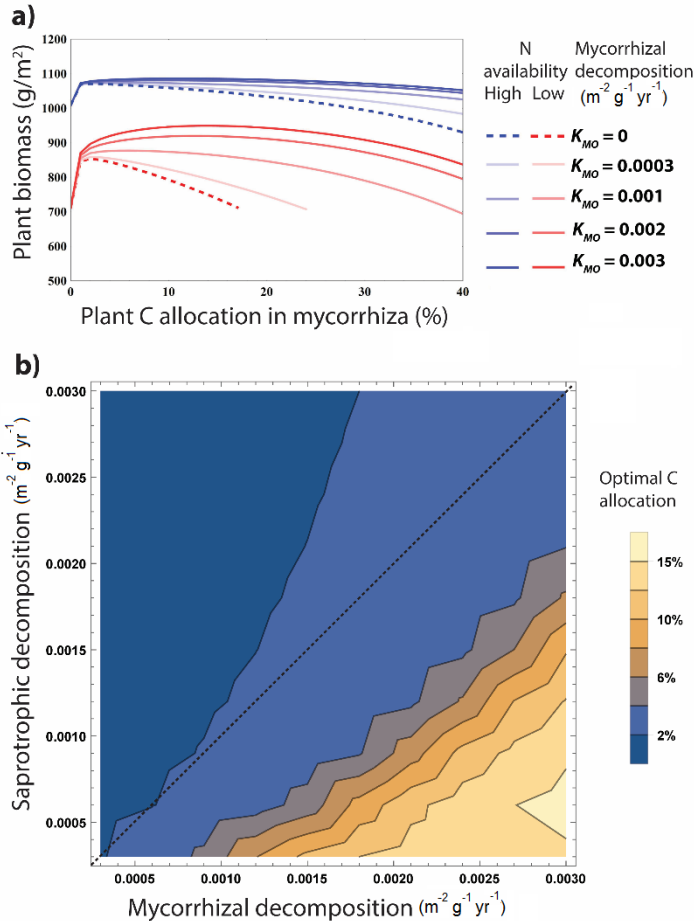 a)
1200
1100
1000
900
800
700
600
500
0
10
20
30
40
Plant biomass (g/m²)
Plant C allocation in mycorrhiza (%)
N
availability
High Low
Mycorrhizal
decomposition
(m⁻² g⁻¹ yr⁻¹)
K_MO = 0
K_MO = 0.0003
K_MO = 0.001
K_MO = 0.002
K_MO = 0.003
b)
0.0030
0.0025
0.0020
0.0015
0.0010
0.0005
0.0005
0.0010
0.0015
0.0020
0.0025
0.0030
Saprotrophic decomposition (m⁻² g⁻¹ yr⁻¹)
Mycorrhizal decomposition (m⁻² g⁻¹ yr⁻¹)
Optimal C
allocation
15%
10%
6%
2%